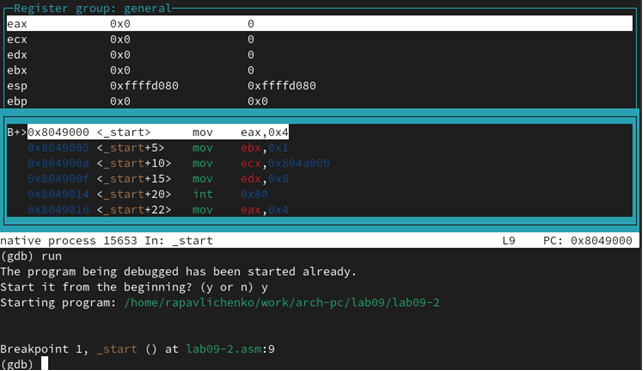 Register group: general
eax 0x0 0
ecx 0x0 0
edx 0x0 0
ebx 0x0 0
esp 0xffffd080 0xffffd080
ebp 0x0 0x0
B+>0x8049000 <_start> mov eax,0x4
0x8049005 <_start+5> mov ebx,0x1
0x804900a <_start+10> mov ecx,0x804a000
0x804900f <_start+15> mov edx,0x8
0x8049014 <_start+20> int 0x80
0x8049016 <_start+22> mov eax,0x4
native process 15653 In: _start L9 PC: 0x8049000
(gdb) run
The program being debugged has been started already.
Start it from the beginning? (y or n) y
Starting program: /home/rapavlichenko/work/arch-pc/lab09/lab09-2
Breakpoint 1, _start () at lab09-2.asm:9
(gdb)